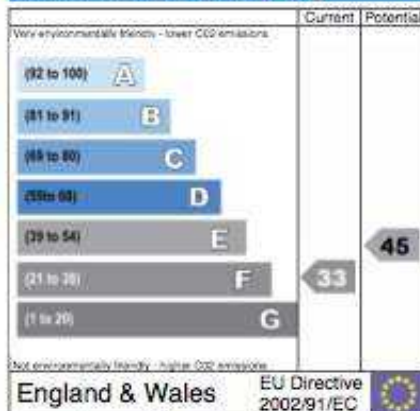 Current Potential
Very environmentally friendly - lower CO2 emissions
(92 to 100) A
(81 to 91) B
(69 to 80) C
D
(39 to 54) E
45
(21 to 38) F
33
(1 to 20) G
Not environmentally friendly - higher CO2 emissions
England & Wales
EU Directive
2002/91/EC